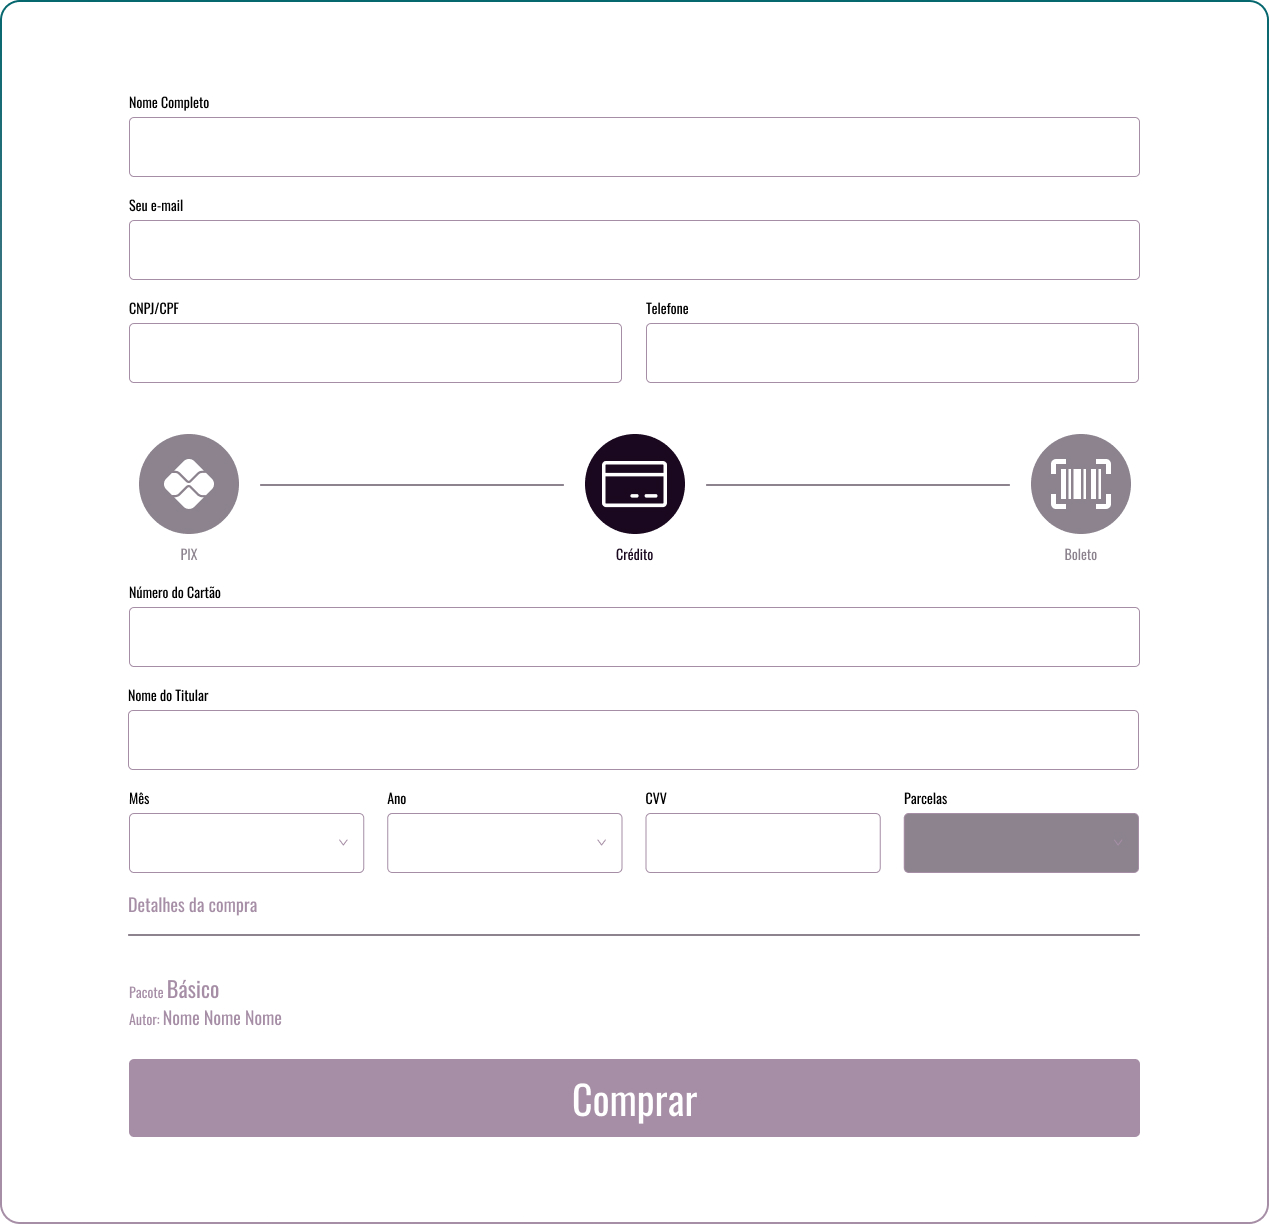 Nome Completo
Seu e-mail
CNPJ/CPF
Telefone
PIX
Crédito
Boleto
Número do Cartão
Nome do Titular
Mês
Ano
CVV
Parcelas
Detalhes da compra
Pacote Básico
Autor: Nome Nome Nome
Comprar